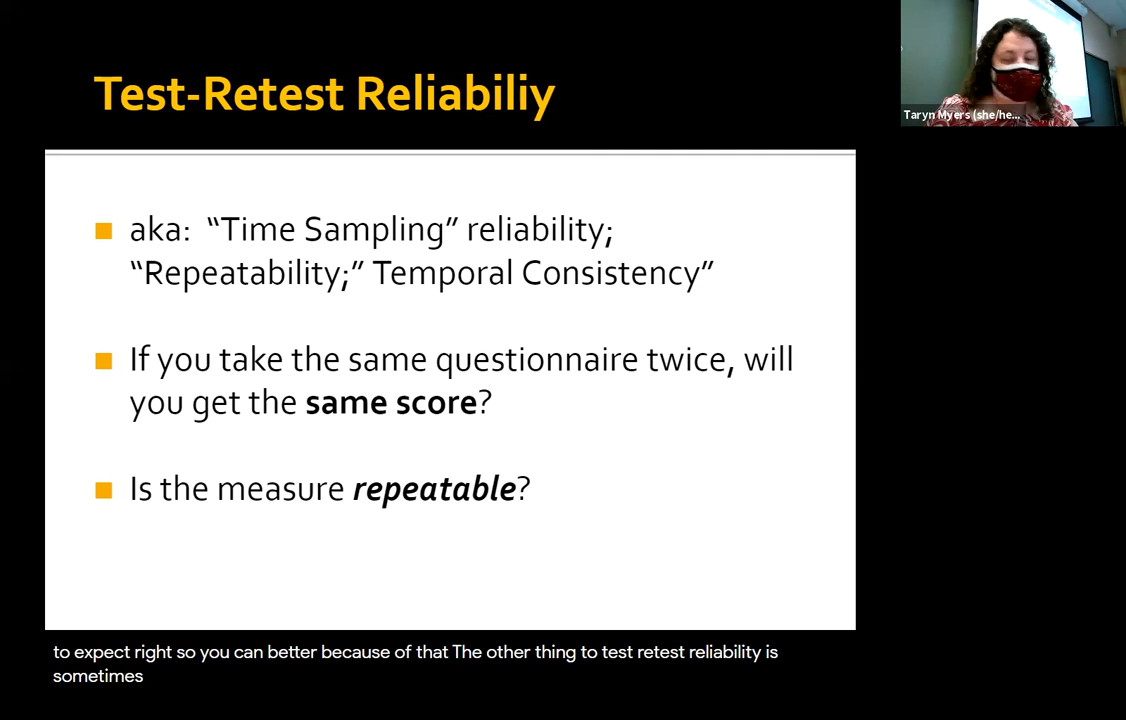 Test-Retest Reliabiliy
Taryn Myers (she/he...
aka:  “Time Sampling” reliability;
“Repeatability;” Temporal Consistency”
If you take the same questionnaire twice, will
you get the same score?
Is the measure repeatable?
to expect right so you can better because of that The other thing to test retest reliability is
sometimes